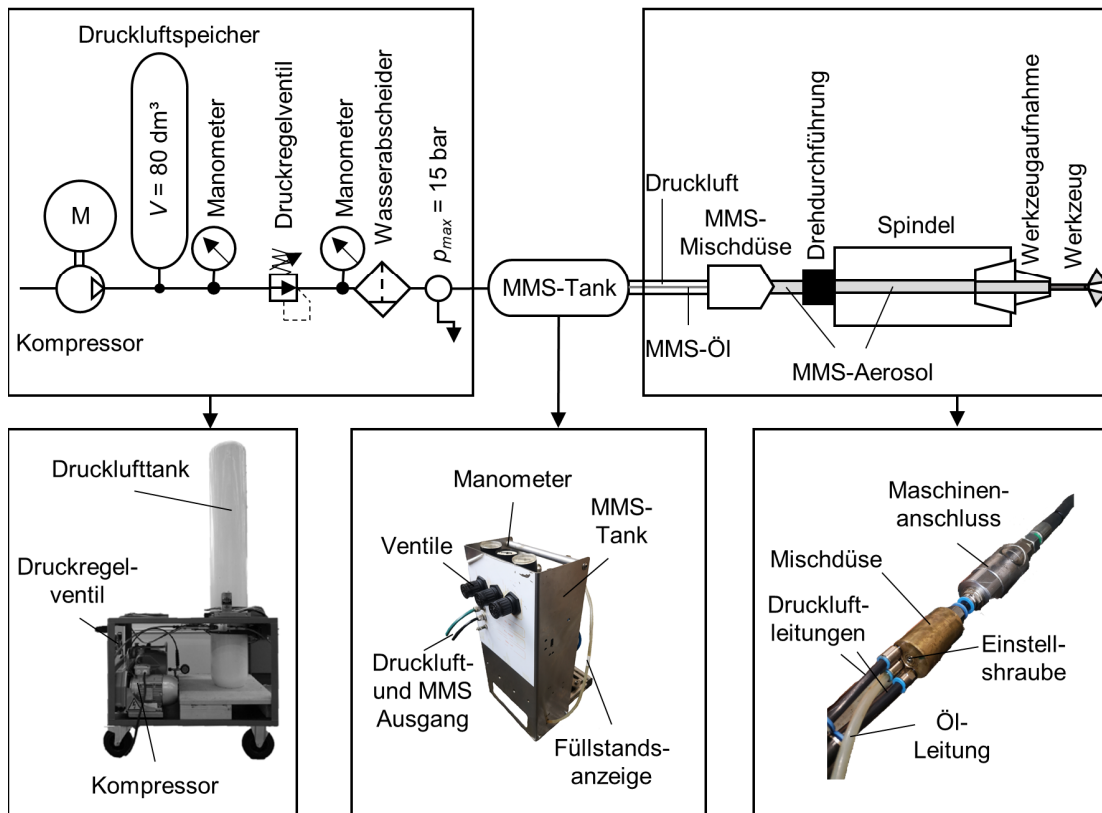 Druckluftspeicher
V = 80 dm³
Manometer
Druckregelventil
Manometer
Wasserabscheider
pmax = 15 bar
M
Kompressor
MMS-Tank
Druckluft
MMS-Öl
MMS-
Mischdüse
Drehdurchführung
Spindel
Werkzeugaufnahme
Werkzeug
MMS-Aerosol
Drucklufttank
Druckregel-
ventil
Kompressor
Manometer
MMS-
Tank
Ventile
Druckluft-
und MMS
Ausgang
Füllstands-
anzeige
Maschinen-
anschluss
Mischdüse
Druckluft-
leitungen
Einstell-
shraube
Öl-
Leitung